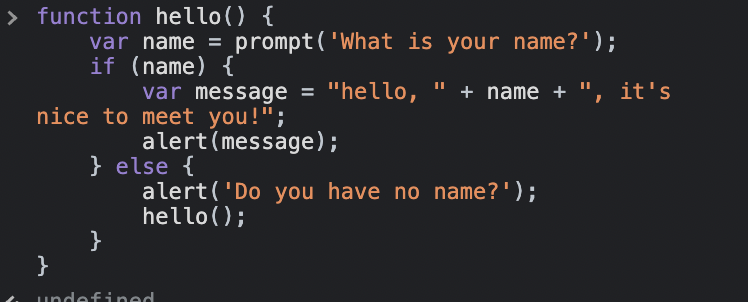 > function hello() {
    var name = prompt('What is your name?');
    if (name) {
        var message = "hello, " + name + ", it's
nice to meet you!";
        alert(message);
    } else {
        alert('Do you have no name?');
        hello();
    }
}
undefined